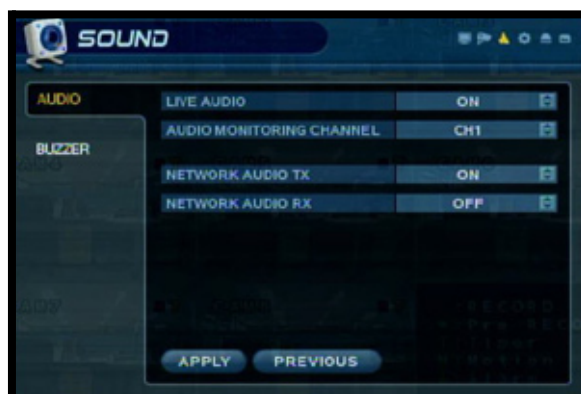 SOUND
AUDIO
BUZZER
LIVE AUDIO ON
AUDIO MONITORING CHANNEL CH1
NETWORK AUDIO TX ON
NETWORK AUDIO RX OFF
RECORD
APPLY PREVIOUS